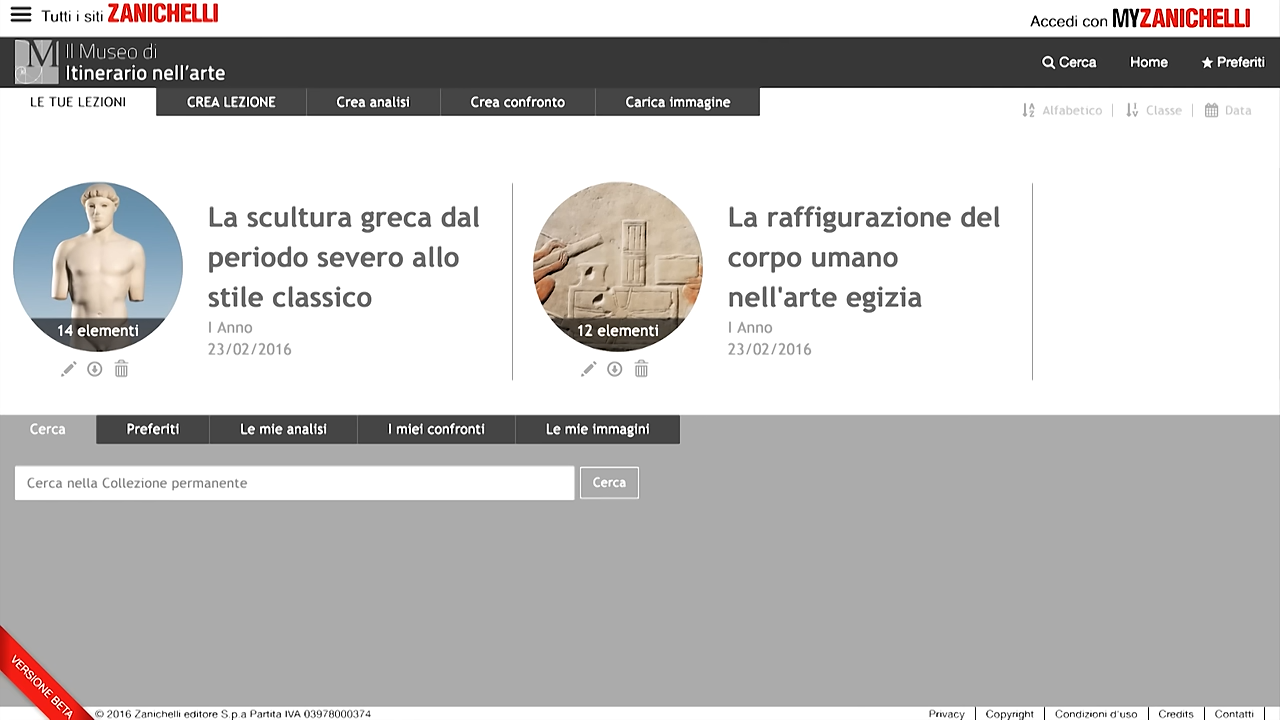 Tutti i siti ZANICHELLI
Accedi con MYZANICHELLI
Il Museo di
Itinerario nell'arte
Cerca
Home
Preferiti
LE TUE LEZIONI
CREA LEZIONE
Crea analisi
Crea confronto
Carica immagine
Alfabetico
Classe
Data
14 elementi
La scultura greca dal
periodo severo allo
stile classico
I Anno
23/02/2016
12 elementi
La raffigurazione del
corpo umano
nell'arte egizia
I Anno
23/02/2016
Cerca
Preferiti
Le mie analisi
I miei confronti
Le mie immagini
Cerca nella Collezione permanente
Cerca
VERSIONE BETA
© 2016 Zanichelli editore S.p.a Partita IVA 03978000374
Privacy
Copyright
Condizioni d'uso
Credits
Contatti